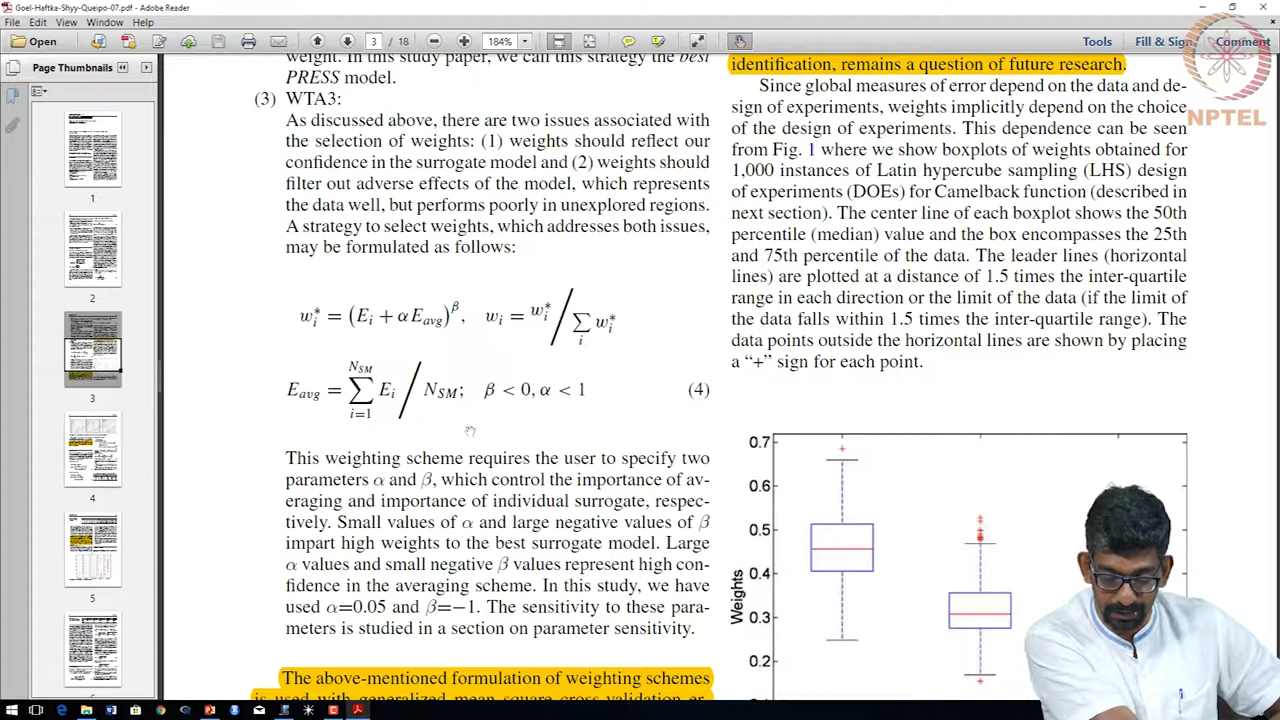 Goel-Haftka-Shyy-Queipo-07.pdf - Adobe Reader
File Edit View Window Help
Open 3 / 18 184% Tools Fill & Sign Comment
Page Thumbnails
1
2
3
4
5
NPTEL
weight. In this study paper, we call this strategy the best
PRESS model.
(3) WTA3:
As discussed above, there are two issues associated with
the selection of weights: (1) weights should reflect our
confidence in the surrogate model and (2) weights should
filter out adverse effects of the model, which represents
the data well, but performs poorly in unexplored regions.
A strategy to select weights, which addresses both issues,
may be formulated as follows:
w_i^* = (E_i + αE_avg)^β, w_i = w_i^* / ∑_i w_i^*
E_avg = ∑_{i=1}^{N_SM} E_i / N_SM; β < 0, α < 1 (4)
This weighting scheme requires the user to specify two
parameters α and β, which control the importance of av-
eraging and importance of individual surrogate, respec-
tively. Small values of α and large negative values of β
impart high weights to the best surrogate model. Large
α values and small negative β values represent high con-
fidence in the averaging scheme. In this study, we have
used α=0.05 and β=−1. The sensitivity to these para-
meters is studied in a section on parameter sensitivity.
The above-mentioned formulation of weighting schemes
is used with generalized mean square cross-validation er-
identification, remains a question of future research.
Since global measures of error depend on the data and de-
sign of experiments, weights implicitly depend on the choice
of the design of experiments. This dependence can be seen
from Fig. 1 where we show boxplots of weights obtained for
1,000 instances of Latin hypercube sampling (LHS) design
of experiments (DOEs) for Camelback function (described in
next section). The center line of each boxplot shows the 50th
percentile (median) value and the box encompasses the 25th
and 75th percentile of the data. The leader lines (horizontal
lines) are plotted at a distance of 1.5 times the inter-quartile
range in each direction or the limit of the data (if the limit of
the data falls within 1.5 times the inter-quartile range). The
data points outside the horizontal lines are shown by placing
a “+” sign for each point.
0.7
0.6
0.5
0.4
0.3
0.2
Weights